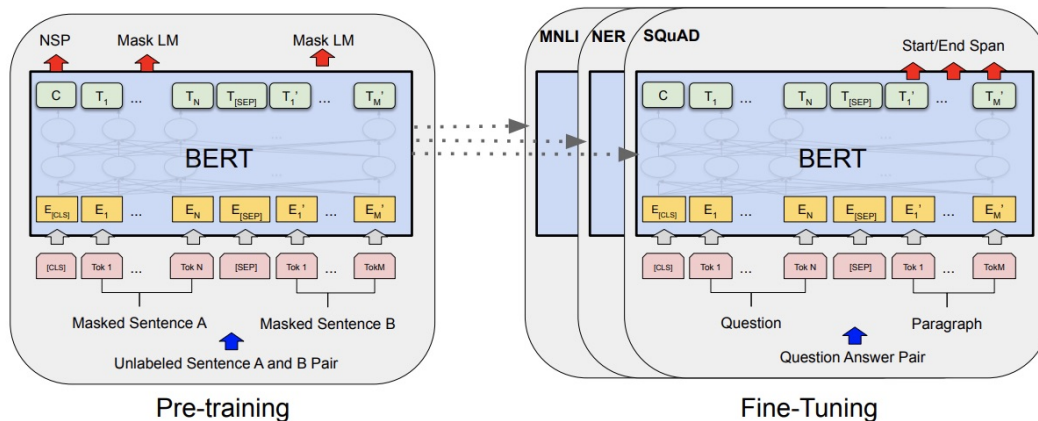 NSP Mask LM Mask LM
C T1 ... TN T[SEP] T1' ... TM'
BERT
E[CLS] E1 ... EN E[SEP] E1' ... EM'
[CLS] Tok 1 ... Tok N [SEP] Tok 1 ... TokM
Masked Sentence A Masked Sentence B
Unlabeled Sentence A and B Pair
Pre-training
MNLI NER SQuAD
Start/End Span
C T1 ... TN T[SEP] T1' ... TM'
BERT
E[CLS] E1 ... EN E[SEP] E1' ... EM'
[CLS] Tok 1 ... Tok N [SEP] Tok 1 ... TokM
Question Paragraph
Question Answer Pair
Fine-Tuning